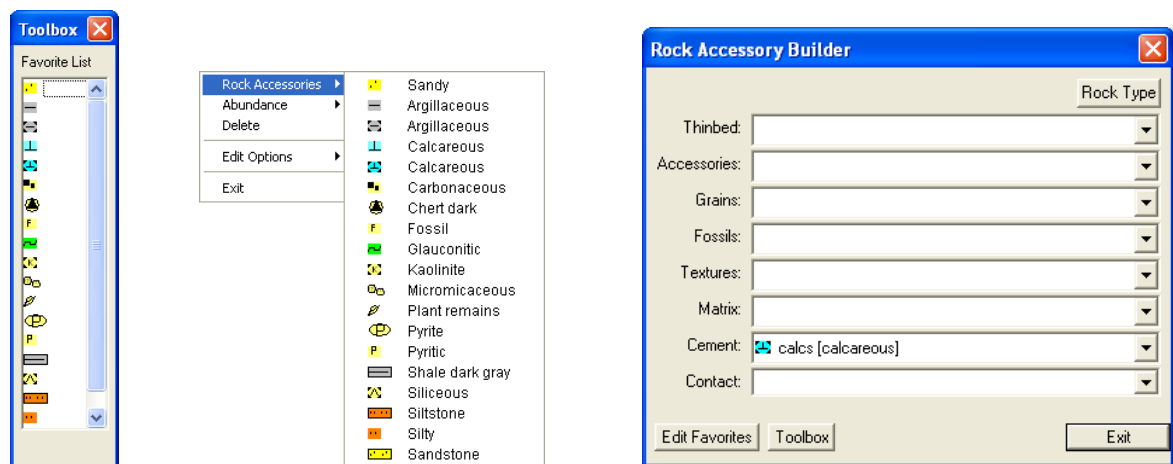 Toolbox
Favorite List
Rock Accessories
Abundance
Delete
Edit Options
Exit
Sandy
Argillaceous
Argillaceous
Calcareous
Calcareous
Carbonaceous
Chert dark
Fossil
Glauconitic
Kaolinite
Micromicaceous
Plant remains
Pyrite
Pyritic
Shale dark gray
Siliceous
Siltstone
Silty
Sandstone
Rock Accessory Builder
Rock Type
Thinbed:
Accessories:
Grains:
Fossils:
Textures:
Matrix:
Cement: calcs [calcareous]
Contact:
Edit Favorites Toolbox Exit